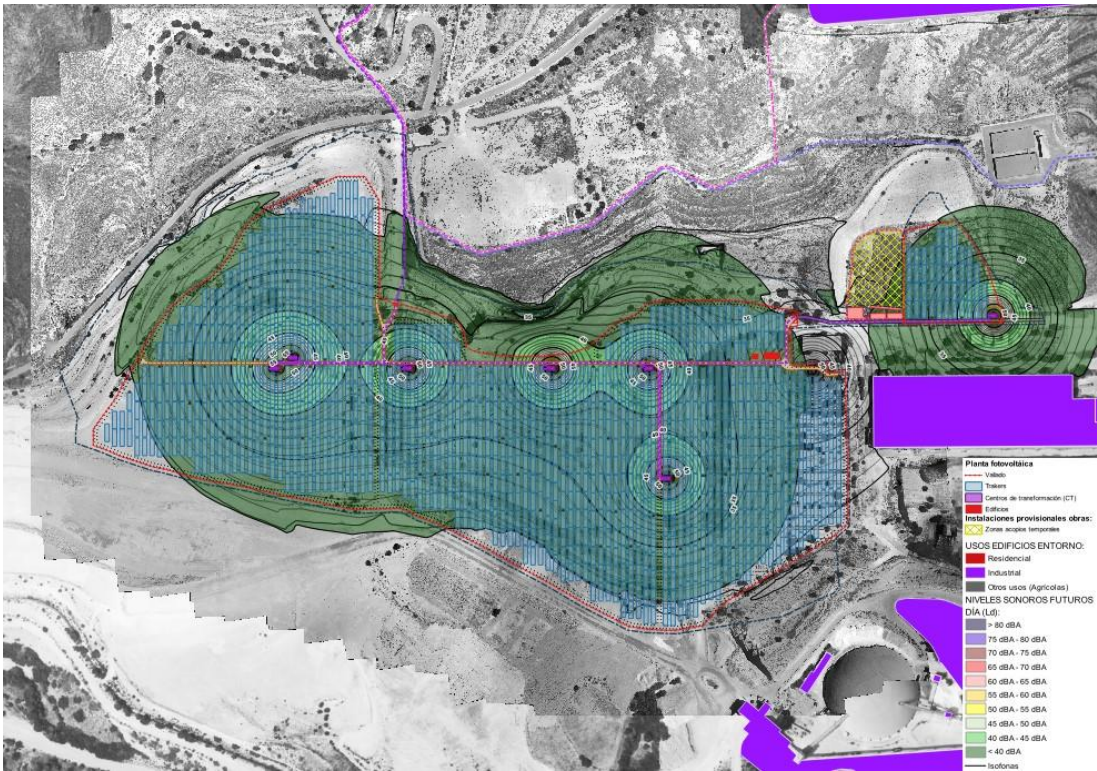 Planta fotovoltáica
Vallado
Trakers
Centros de transformación (CT)
Edificios
Instalaciones provisionales obras:
Zonas acopios temporales
USOS EDIFICIOS ENTORNO:
Residencial
Industrial
Otros usos (Agrícolas)
NIVELES SONOROS FUTUROS
DÍA (Ld):
> 80 dBA
75 dBA - 80 dBA
70 dBA - 75 dBA
65 dBA - 70 dBA
60 dBA - 65 dBA
55 dBA - 60 dBA
50 dBA - 55 dBA
45 dBA - 50 dBA
40 dBA - 45 dBA
< 40 dBA
Isofonas